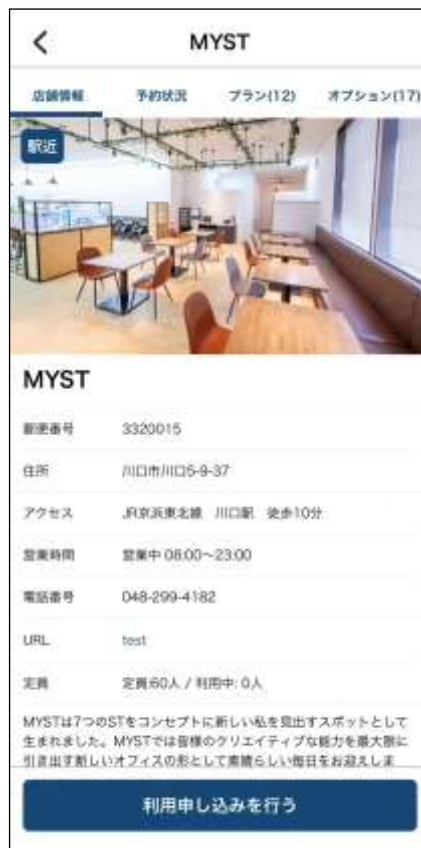 MYST
店舗情報 予約状況 プラン(12) オプション(17)
駅近
MYST
郵便番号 3320015
住所 川口市川口5-9-37
アクセス JR京浜東北線 川口駅 徒歩10分
営業時間 営業中 08:00〜23:00
電話番号 048-299-4182
URL test
定員 定員:60人 / 利用中: 0人
MYSTは7つのSTをコンセプトに新しい私を見出すスポットとして
生まれました。MYSTでは皆様のクリエイティブな能力を最大限に
引き出す新しいオフィスの形として素晴らしい毎日をお迎えしま
利用申し込みを行う